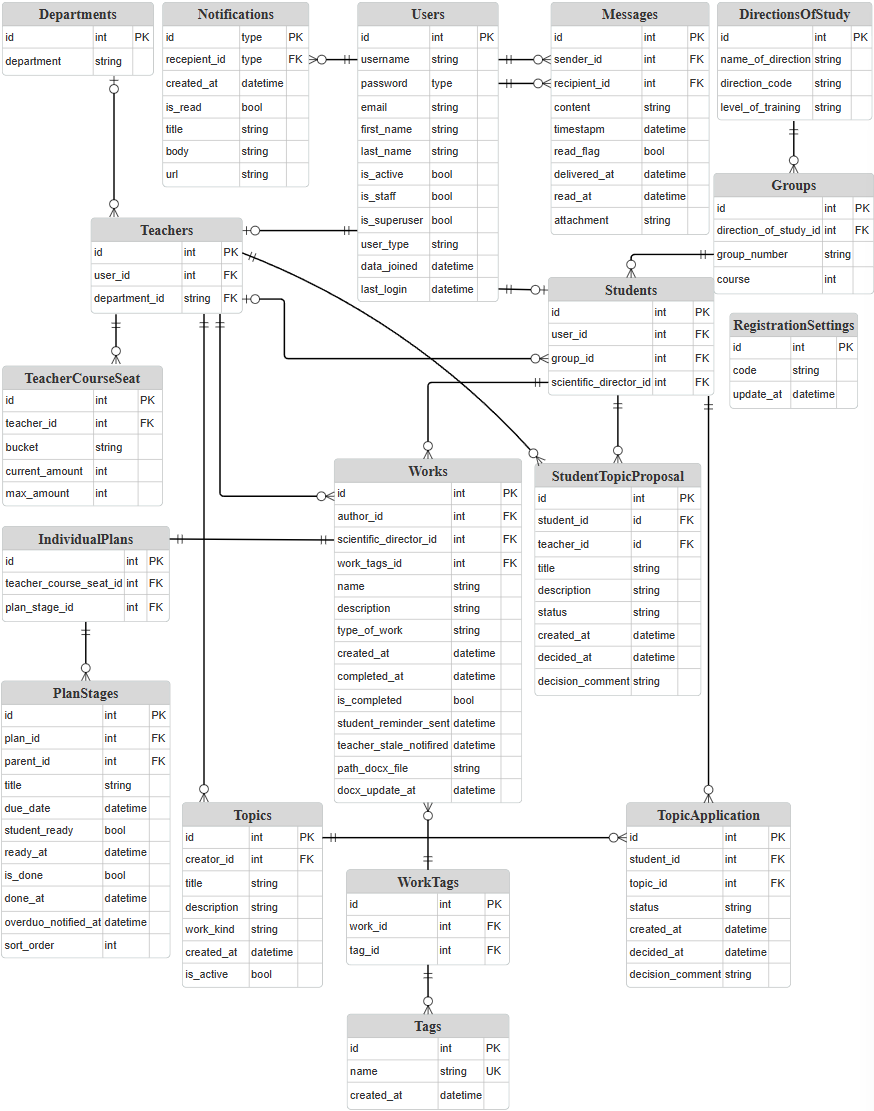 Departments
id int PK
department string
Notifications
id type PK
recepient_id type FK
created_at datetime
is_read bool
title string
body string
url string
Users
id int PK
username string
password type
email string
first_name string
last_name string
is_active bool
is_staff bool
is_superuser bool
user_type string
data_joined datetime
last_login datetime
Messages
id int PK
sender_id int FK
recipient_id int FK
content string
timestapm datetime
read_flag bool
delivered_at datetime
read_at datetime
attachment string
DirectionsOfStudy
id int PK
name_of_direction string
direction_code string
level_of_training string
Groups
id int PK
direction_of_study_id int FK
group_number string
course int
Teachers
id int PK
user_id int FK
department_id string FK
Students
id int PK
user_id int FK
group_id int FK
scientific_director_id int FK
RegistrationSettings
id int PK
code string
update_at datetime
TeacherCourseSeat
id int PK
teacher_id int FK
bucket string
current_amount int
max_amount int
Works
id int PK
author_id int FK
scientific_director_id int FK
work_tags_id int FK
name string
description string
type_of_work string
created_at datetime
completed_at datetime
is_completed bool
student_reminder_sent datetime
teacher_stale_notifired datetime
path_docx_file string
docx_update_at datetime
StudentTopicProposal
id int PK
student_id id FK
teacher_id id FK
title string
description string
status string
created_at datetime
decided_at datetime
decision_comment string
IndividualPlans
id int PK
teacher_course_seat_id int FK
plan_stage_id int FK
PlanStages
id int PK
plan_id int FK
parent_id int FK
title string
due_date datetime
student_ready bool
ready_at datetime
is_done bool
done_at datetime
overduo_notified_at datetime
sort_order int
Topics
id int PK
creator_id int FK
title string
description string
work_kind string
created_at datetime
is_active bool
TopicApplication
id int PK
student_id int FK
topic_id int FK
status string
created_at datetime
decided_at datetime
decision_comment string
WorkTags
id int PK
work_id int FK
tag_id int FK
Tags
id int PK
name string UK
created_at datetime